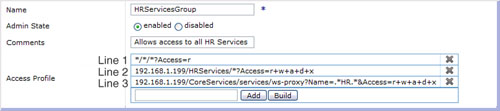 Name HRServicesGroup *
Admin State enabled disabled
Comments Allows access to all HR Services
Line 1 */*/*?Access=r
Line 2 192.168.1.199/HRServices/*?Access=r+w+a+d+x
Access Profile Line 3 192.168.1.199/CoreServices/services/ws-proxy?Name=.*HR.*&Access=r+w+a+d+x
Add Build